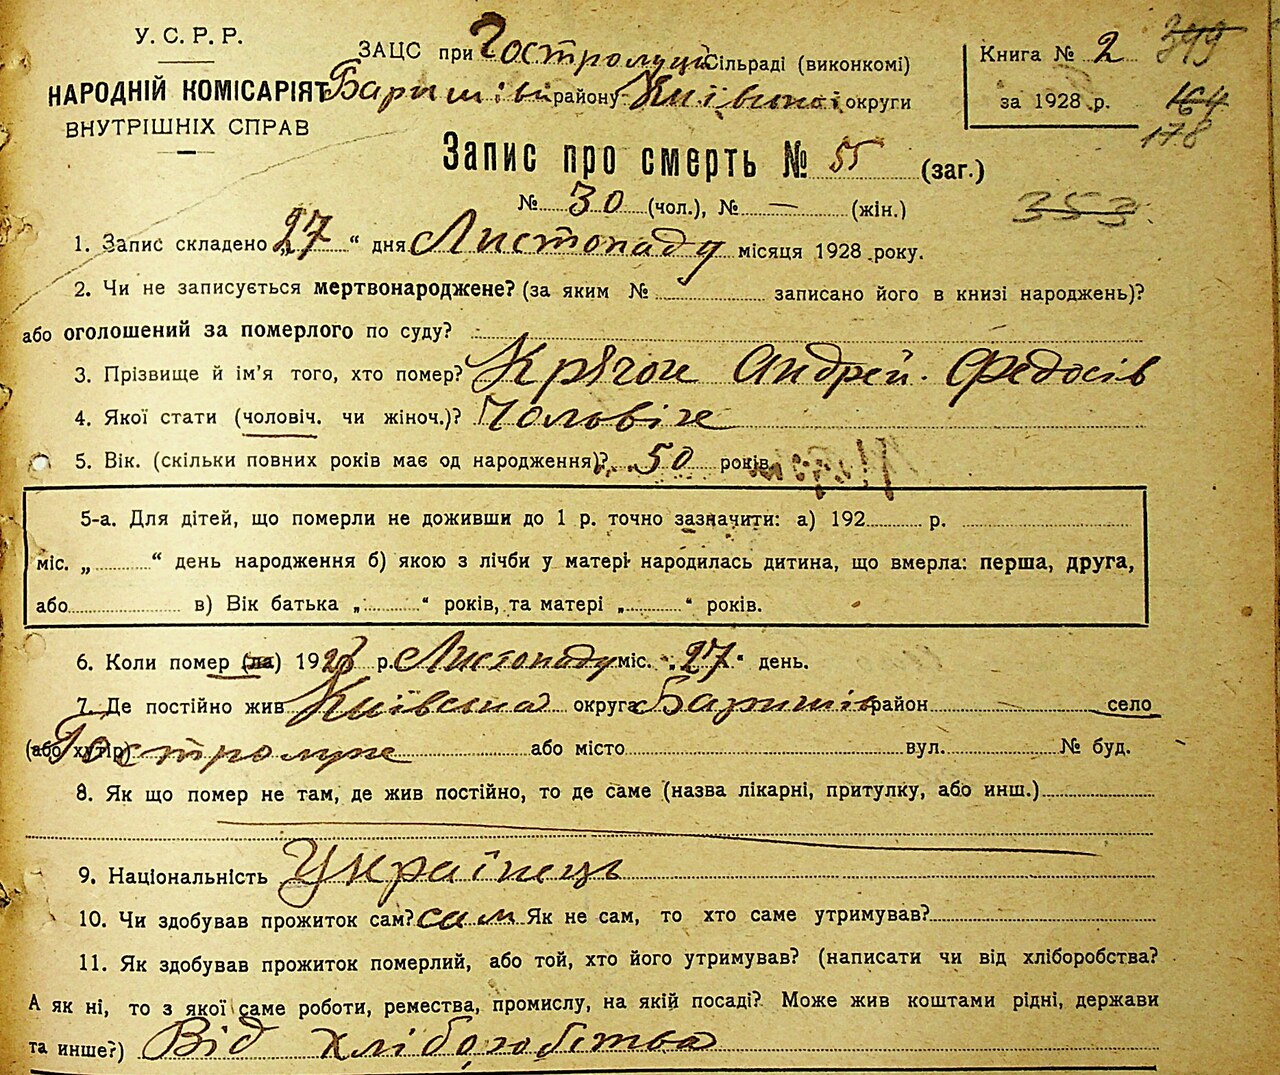 У. С. Р. Р.
НАРОДНІЙ КОМІСАРІЯТ
ВНУТРІШНІХ СПРАВ
ЗАЦС при Гостролуці Сільраді (виконкомі)
Баришів. району Київської округи
Книга № 2
за 1928 р.
399
164
178
Запис про смерть № 55 (заг.)
№ 30 (чол.), № — (жін.)
353
1. Запис складено „27“ дня Листопаду місяця 1928 року.
2. Чи не записується мертвонароджене? (за яким № записано його в книзі народжень)?
або оголошений за померлого по суду?
3. Прізвище й ім’я того, хто помер? Крячок Андрей Федосів
4. Якої стати (чоловіч. чи жіноч.)? Чоловіче
5. Вік. (скільки повних років має од народження)? 50 років
5-а. Для дітей, що померли не доживши до 1 р. точно зазначити: а) 192 р.
міс. „ “ день народження б) якою з лічби у матері народилась дитина, що вмерла: перша, друга,
або в) Вік батька „ “ років, та матері „ “ років.
6. Коли помер (ла) 1928 р. Листопаду міс. „27“ день.
7. Де постійно жив Київська округа Баришів район село
(або хутір) Гостролуче або місто вул. № буд.
8. Як що помер не там, де жив постійно, то де саме (назва лікарні, притулку, або инш.)
9. Національність Українець
10. Чи здобував прожиток сам? сам Як не сам, то хто саме утримував?
11. Як здобував прожиток померлий, або той, хто його утримував? (написати чи від хліборобства?
А як ні, то з якої саме роботи, ремества, промислу, на якій посаді? Може жив коштами рідні, держави
та инше?) Від хліборобства